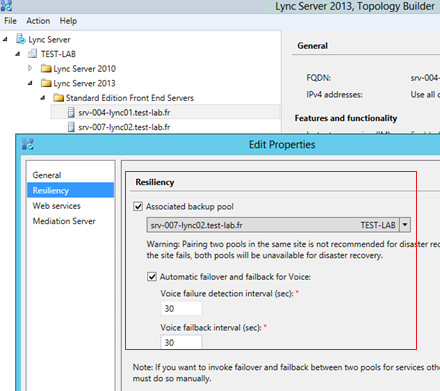 Lync Server 2013, Topology Builder
File Action Help
Lync Server
TEST-LAB
Lync Server 2010
Lync Server 2013
Standard Edition Front End Servers
srv-004-lync01.test-lab.fr
srv-007-lync02.test-lab.fr
General
FQDN: srv-004-
IPv4 addresses: Use all c
Features and functionality
Edit Properties
General
Resiliency
Web services
Mediation Server
Resiliency
Associated backup pool
srv-007-lync02.test-lab.fr TEST-LAB
Warning: Pairing two pools in the same site is not recommended for disaster reco
the site fails, both pools will be unavailable for disaster recovery.
Automatic failover and failback for Voice:
Voice failure detection interval (sec): *
30
Voice failback interval (sec): *
30
Note: If you want to invoke failover and failback between two pools for services othe
must do so manually.